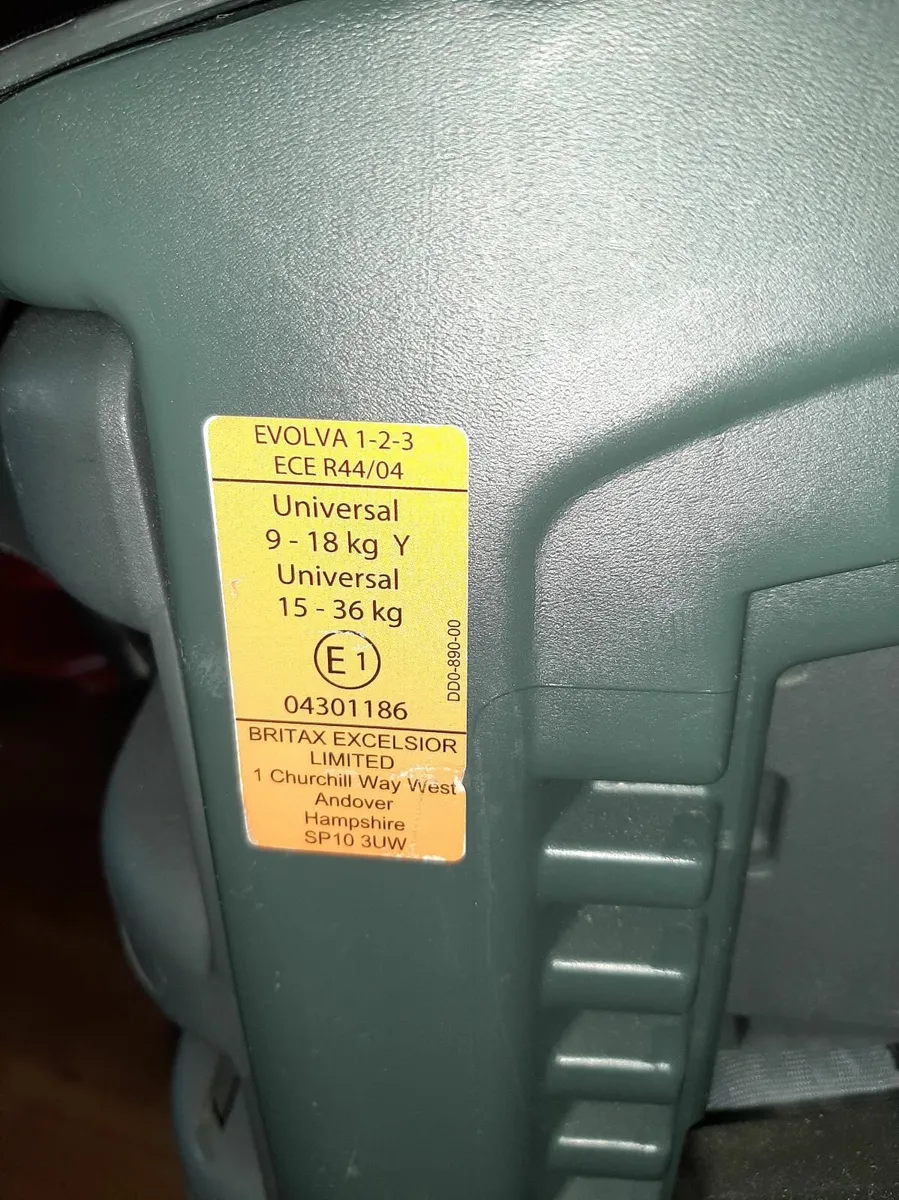 EVOLVA 1-2-3
ECE R44/04
Universal
9 - 18 kg Y
Universal
15 - 36 kg
E 1
04301186
DD0-890-00
BRITAX EXCELSIOR
LIMITED
1 Churchill Way West
Andover
Hampshire
SP10 3UW